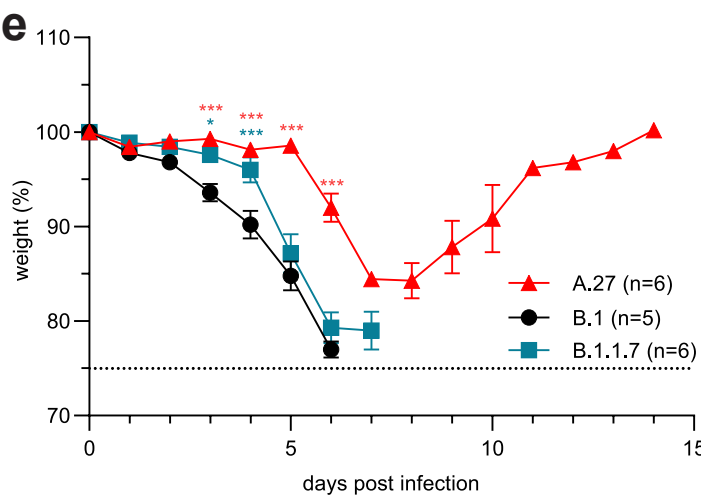 e
110
100
90
80
70
weight (%)
***
*
***
***
***
***
A.27 (n=6)
B.1 (n=5)
B.1.1.7 (n=6)
0
5
10
15
days post infection